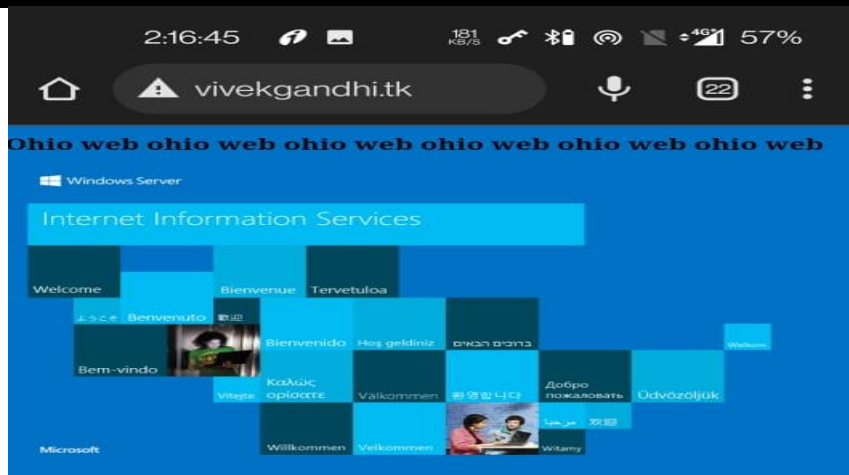 2:16:45 181 KB/S 4G 57%
vivekgandhi.tk 22
Ohio web ohio web ohio web ohio web ohio web ohio web
Windows Server
Internet Information Services
Welcome
Bienvenue
Tervetuloa
ようこそ
Benvenuto
歡迎
Bienvenido
Hoş geldiniz
ברוכים הבאים
Welkom
Bem-vindo
Vítejte
Καλώς
ορίσατε
Välkommen
환영합니다
Добро
пожаловать
Üdvözöljük
Microsoft
Willkommen
Velkommen
مرحبا
欢迎
Witamy